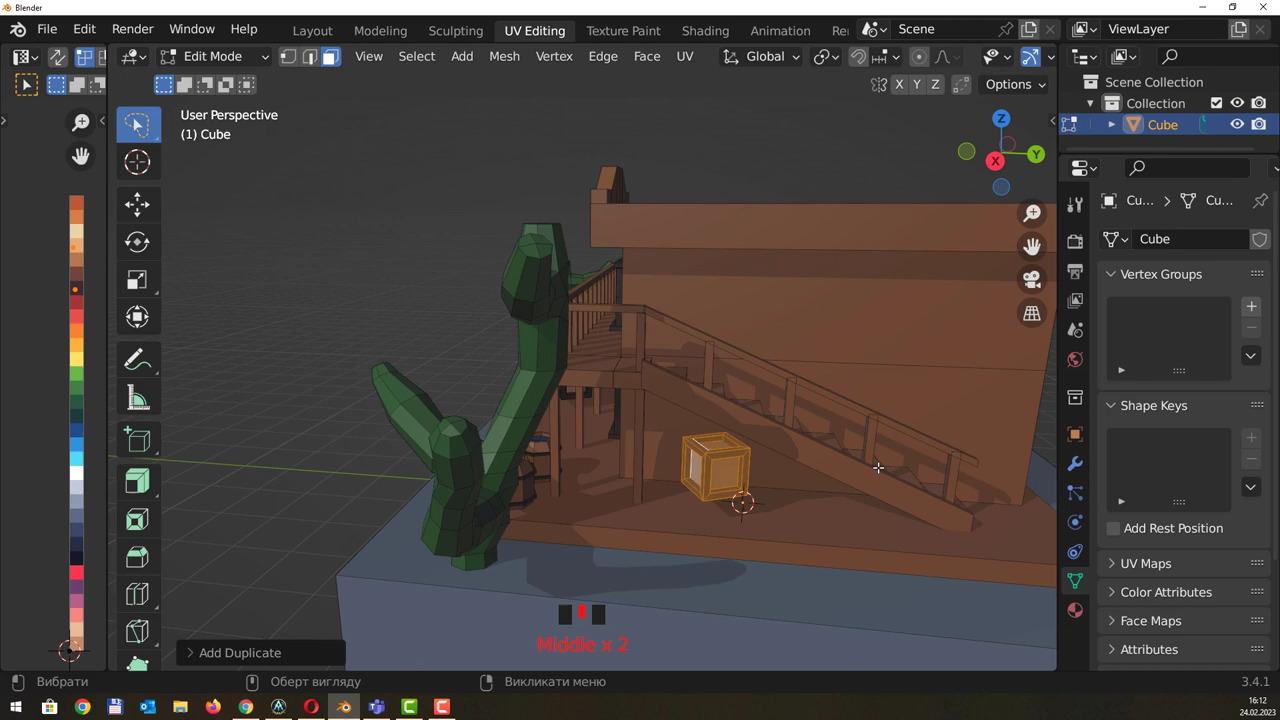 Blender
File Edit Render Window Help
Layout Modeling Sculpting UV Editing Texture Paint Shading Animation Re
Scene
ViewLayer
Edit Mode
View Select Add Mesh Vertex Edge Face UV
Global
X Y Z
Options
User Perspective
(1) Cube
Z
Y
X
Scene Collection
Collection
Cube
Cu... Cu...
Cube
Vertex Groups
Shape Keys
Add Rest Position
UV Maps
Color Attributes
Face Maps
Attributes
Middle x 2
Add Duplicate
Вибрати
Оберт вигляду
Викликати меню
3.4.1
16:12
24.02.2023